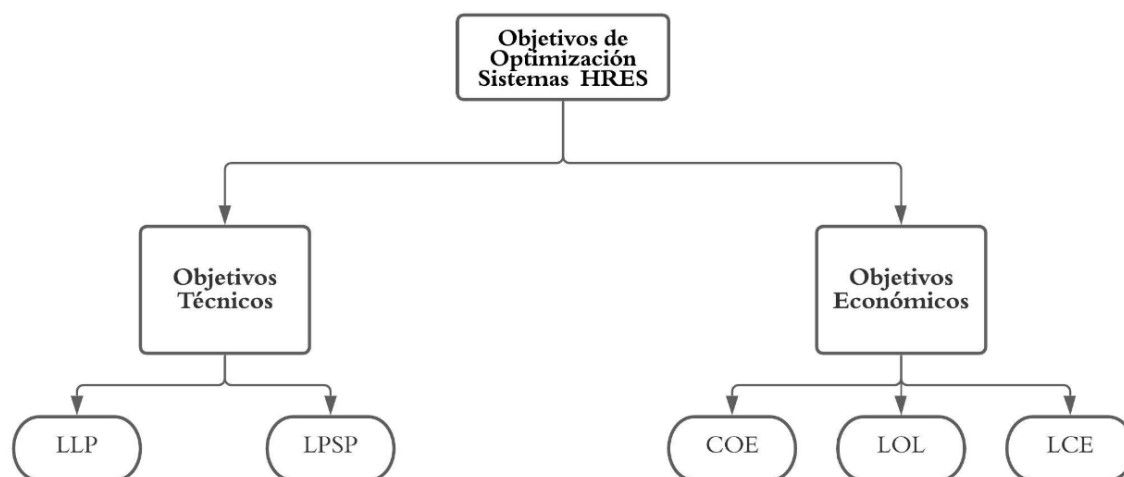 Objetivos de
Optimización
Sistemas HRES
Objetivos
Técnicos
Objetivos
Económicos
LLP
LPSP
COE
LOL
LCE